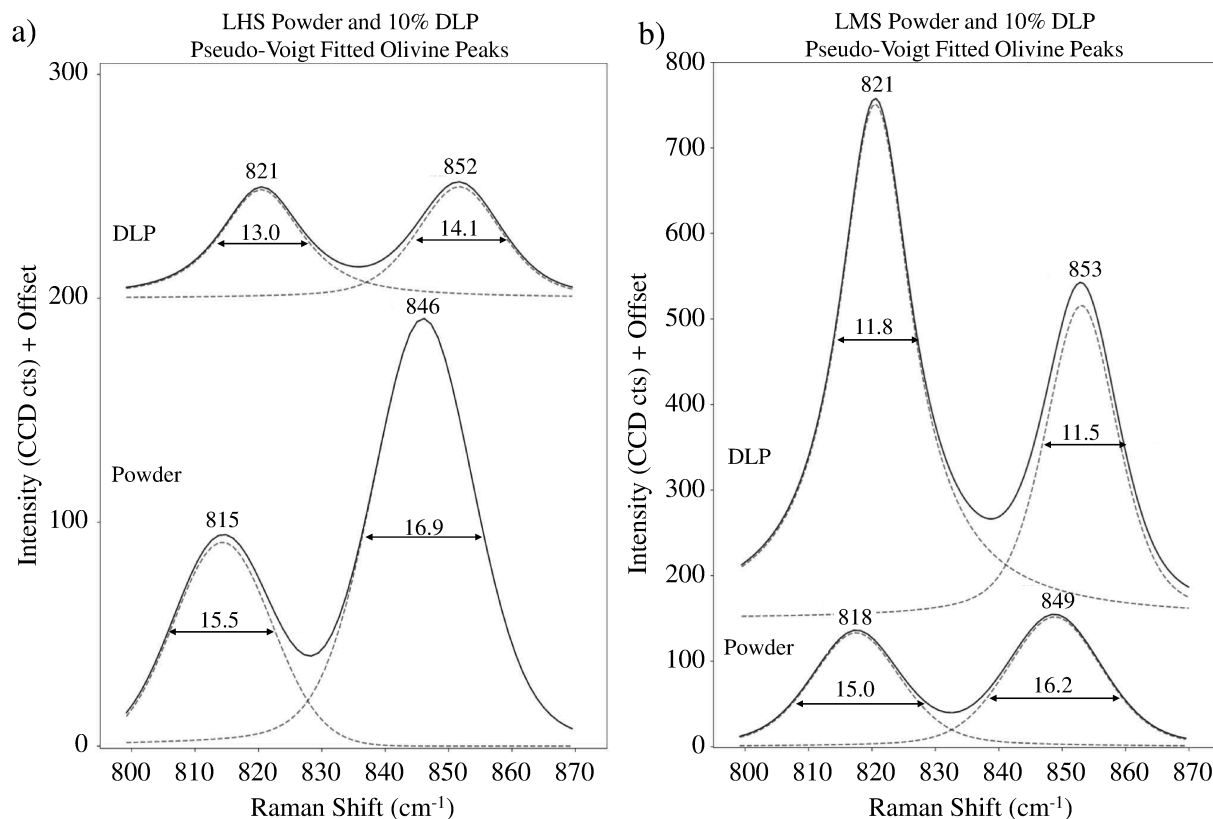 a)
LHS Powder and 10% DLP
Pseudo-Voigt Fitted Olivine Peaks
300
200
100
0
Intensity (CCD cts) + Offset
821
852
13.0
14.1
DLP
846
Powder
815
16.9
15.5
800 810 820 830 840 850 860 870
Raman Shift (cm-1)
b)
LMS Powder and 10% DLP
Pseudo-Voigt Fitted Olivine Peaks
800
700
600
500
400
300
200
100
0
Intensity (CCD cts) + Offset
821
853
11.8
11.5
DLP
818
849
Powder
15.0
16.2
800 810 820 830 840 850 860 870
Raman Shift (cm-1)